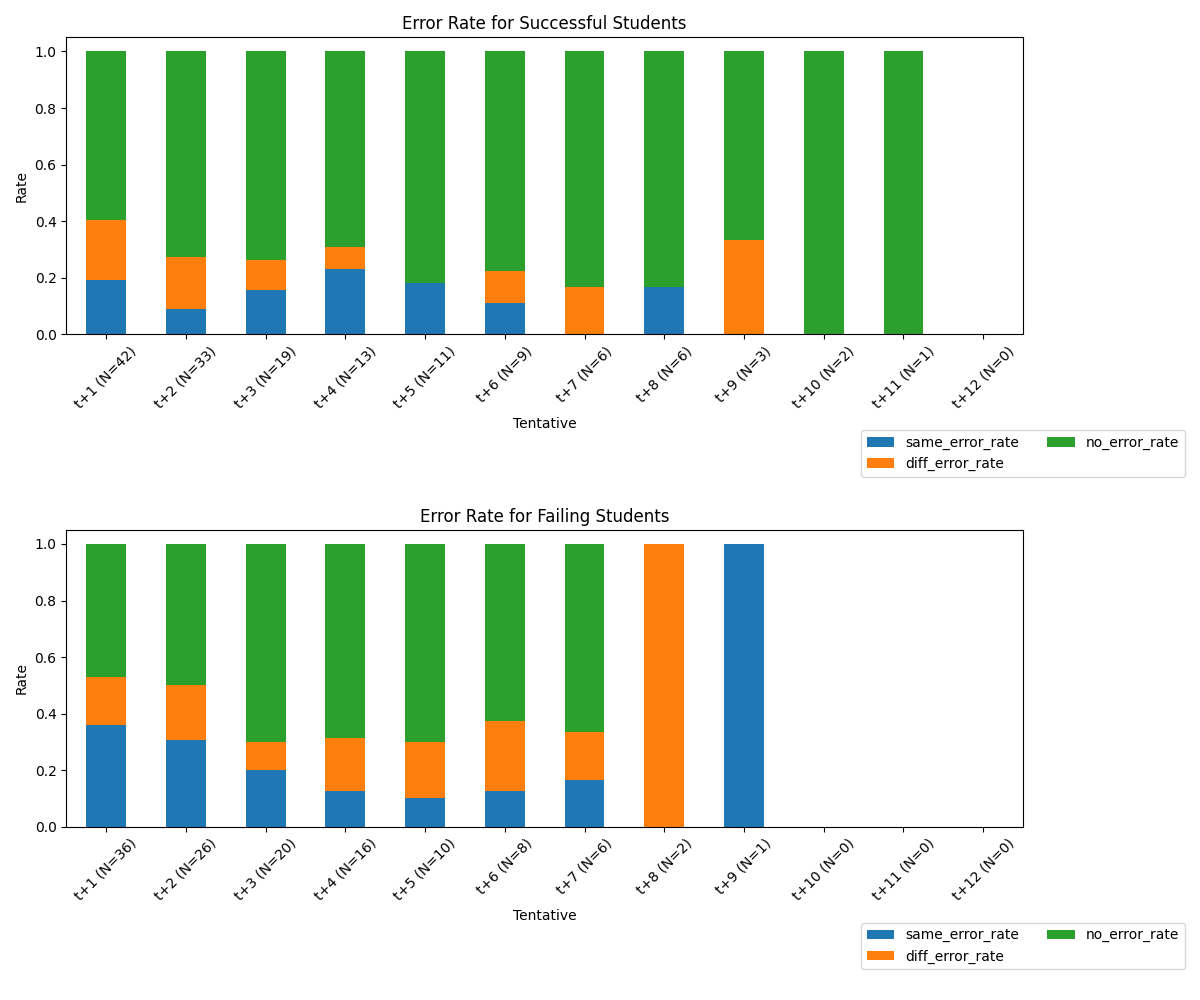 Error Rate for Successful Students
1.0
0.8
0.6
0.4
0.2
0.0
Rate
t+1 (N=42)
t+2 (N=33)
t+3 (N=19)
t+4 (N=13)
t+5 (N=11)
t+6 (N=9)
t+7 (N=6)
t+8 (N=6)
t+9 (N=3)
t+10 (N=2)
t+11 (N=1)
t+12 (N=0)
Tentative
same_error_rate
diff_error_rate
no_error_rate
Error Rate for Failing Students
1.0
0.8
0.6
0.4
0.2
0.0
Rate
t+1 (N=36)
t+2 (N=26)
t+3 (N=20)
t+4 (N=16)
t+5 (N=10)
t+6 (N=8)
t+7 (N=6)
t+8 (N=2)
t+9 (N=1)
t+10 (N=0)
t+11 (N=0)
t+12 (N=0)
Tentative
same_error_rate
diff_error_rate
no_error_rate